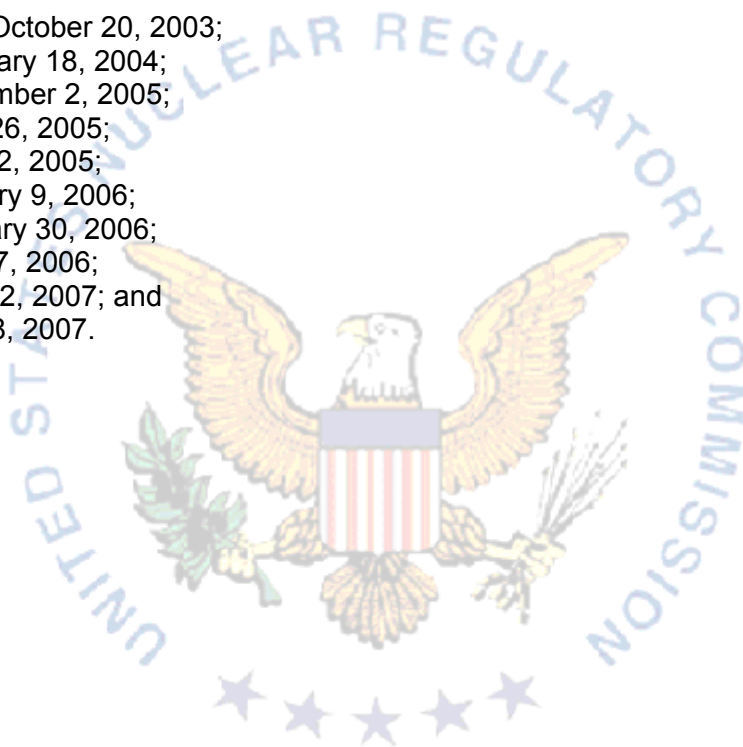 October 20, 2003;
ary 18, 2004;
mber 2, 2005;
26, 2005;
2, 2005;
ry 9, 2006;
ary 30, 2006;
7, 2006;
2, 2007; and
3, 2007.
UNITED STATES NUCLEAR REGULATORY COMMISSION